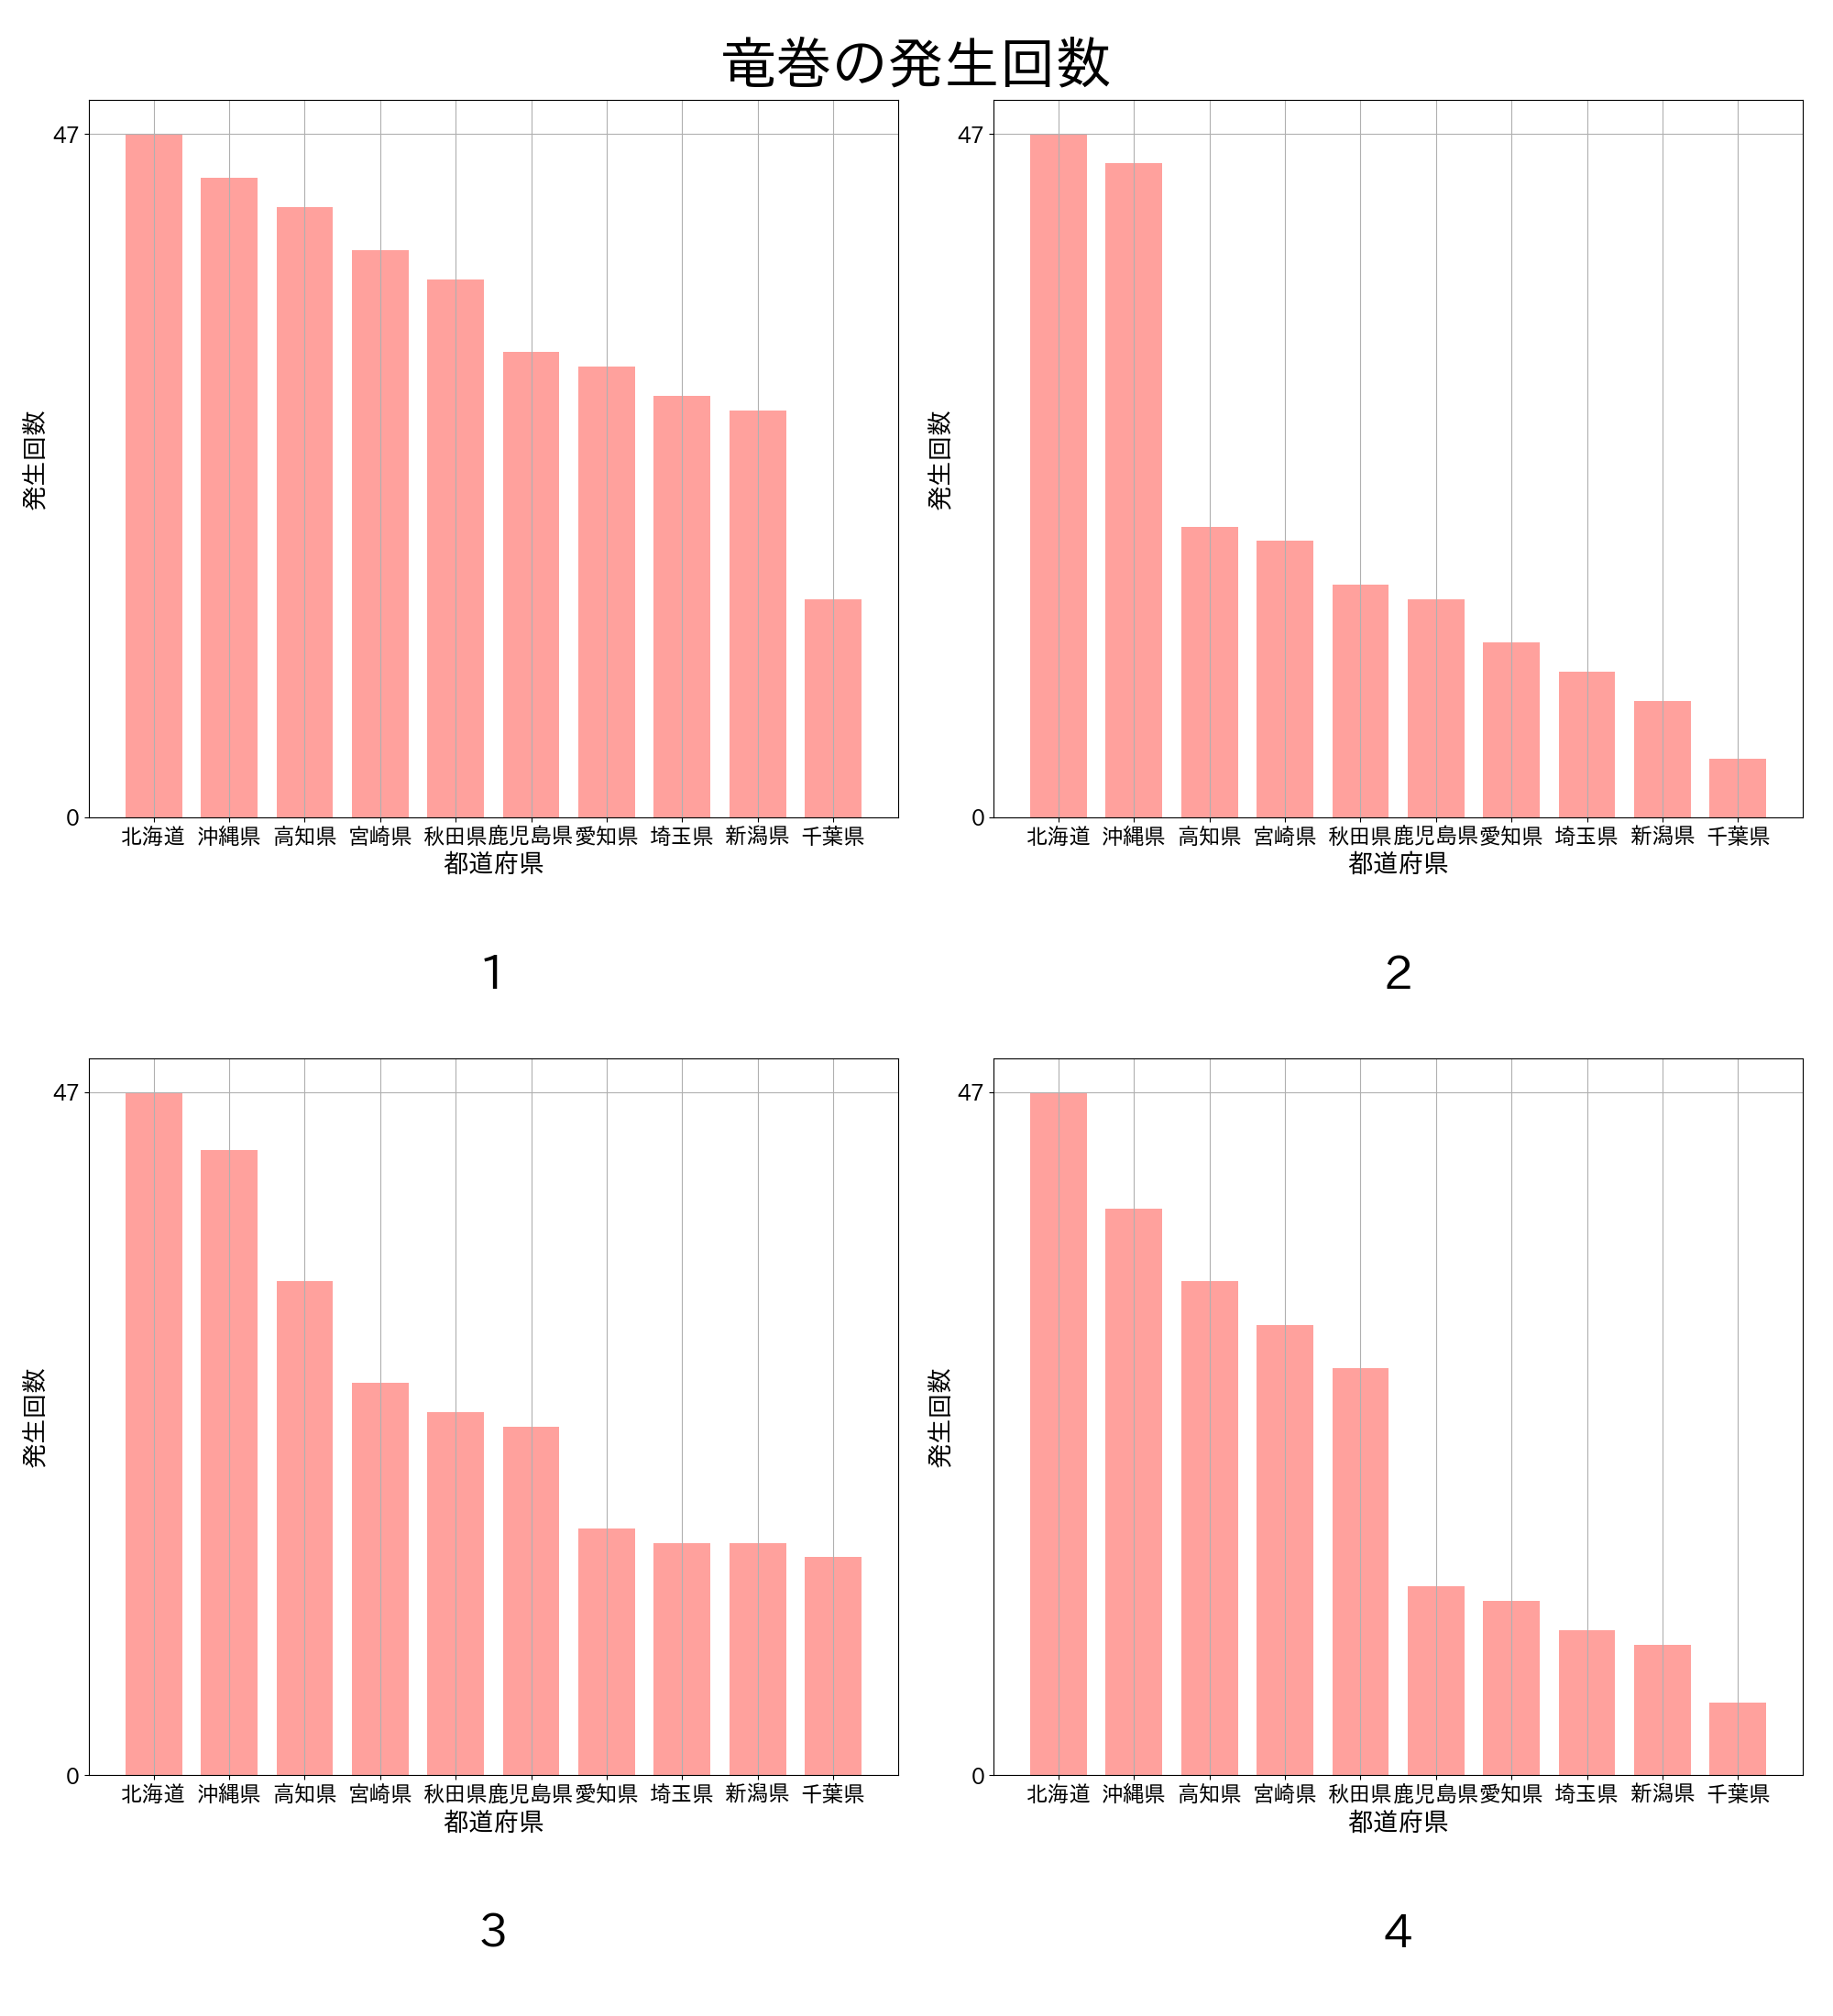 竜巻の発生回数
47
0
発生回数
北海道 沖縄県 高知県 宮崎県 秋田県 鹿児島県 愛知県 埼玉県 新潟県 千葉県
都道府県
1
47
0
発生回数
北海道 沖縄県 高知県 宮崎県 秋田県 鹿児島県 愛知県 埼玉県 新潟県 千葉県
都道府県
2
47
0
発生回数
北海道 沖縄県 高知県 宮崎県 秋田県 鹿児島県 愛知県 埼玉県 新潟県 千葉県
都道府県
3
47
0
発生回数
北海道 沖縄県 高知県 宮崎県 秋田県 鹿児島県 愛知県 埼玉県 新潟県 千葉県
都道府県
4